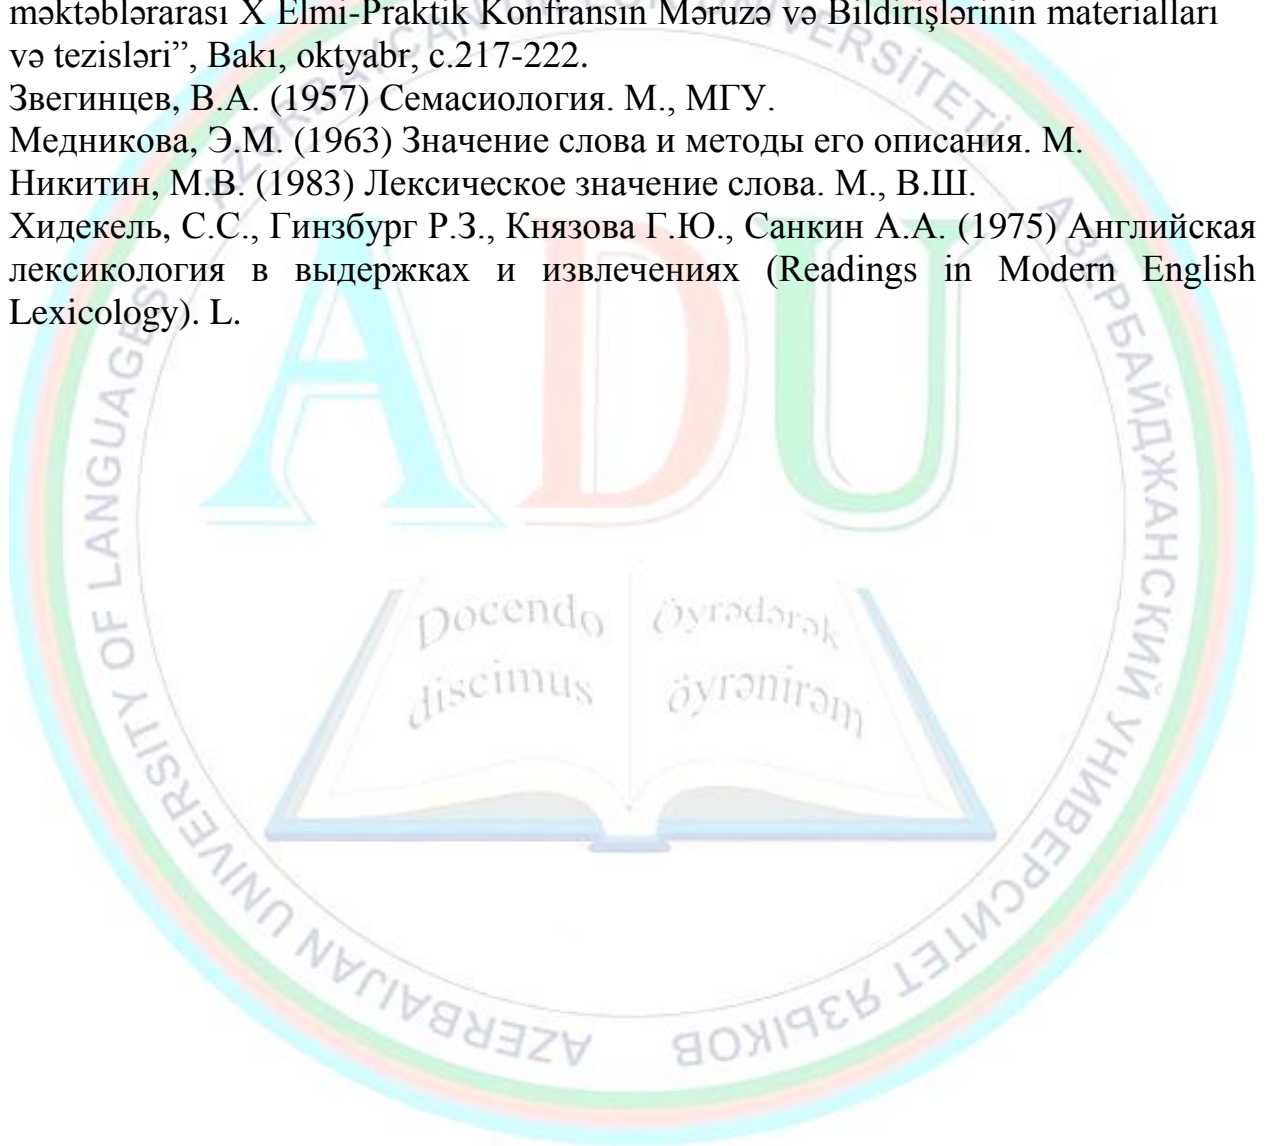 məktəblərarası X Elmi-Praktik Konfransın Məruzə və Bildirişlərinin materialları
və tezisləri”, Bakı, oktyabr, c.217-222.
Звегинцев, В.А. (1957) Семасиология. М., МГУ.
Медникова, Э.М. (1963) Значение слова и методы его описания. М.
Никитин, М.В. (1983) Лексическое значение слова. М., В.Ш.
Хидекель, С.С., Гинзбург Р.З., Князова Г.Ю., Санкин А.А. (1975) Английская
лексикология в выдержках и извлечениях (Readings in Modern English
Lexicology). L.
ADU
Docendo
discimus
öyrədərək
öyrənirəm
AZERBAIJAN UNIVERSITY OF LANGUAGES
АЗЕРБАЙДЖАНСКИЙ УНИВЕРСИТЕТ ЯЗЫКОВ